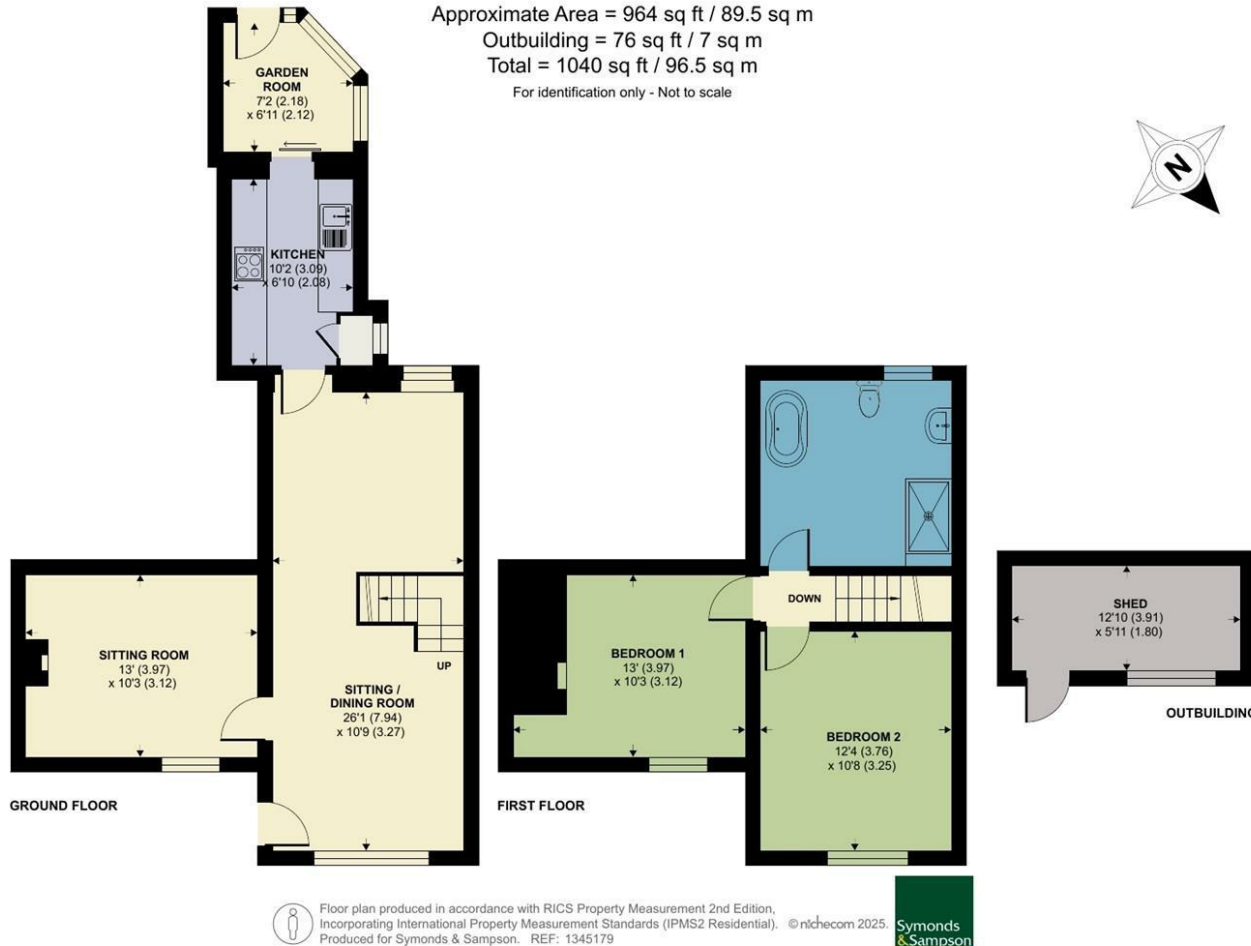 Approximate Area = 964 sq ft / 89.5 sq m
Outbuilding = 76 sq ft / 7 sq m
Total = 1040 sq ft / 96.5 sq m
For identification only - Not to scale
N
GARDEN
ROOM
7'2 (2.18)
x 6'11 (2.12)
KITCHEN
10'2 (3.09)
x 6'10 (2.08)
SITTING ROOM
13' (3.97)
x 10'3 (3.12)
UP
SITTING /
DINING ROOM
26'1 (7.94)
x 10'9 (3.27)
GROUND FLOOR
DOWN
BEDROOM 1
13' (3.97)
x 10'3 (3.12)
BEDROOM 2
12'4 (3.76)
x 10'8 (3.25)
FIRST FLOOR
SHED
12'10 (3.91)
x 5'11 (1.80)
OUTBUILDING
Floor plan produced in accordance with RICS Property Measurement 2nd Edition,
Incorporating International Property Measurement Standards (IPMS2 Residential). © nichecom 2025.
Produced for Symonds & Sampson. REF: 1345179
Symonds
&Sampson